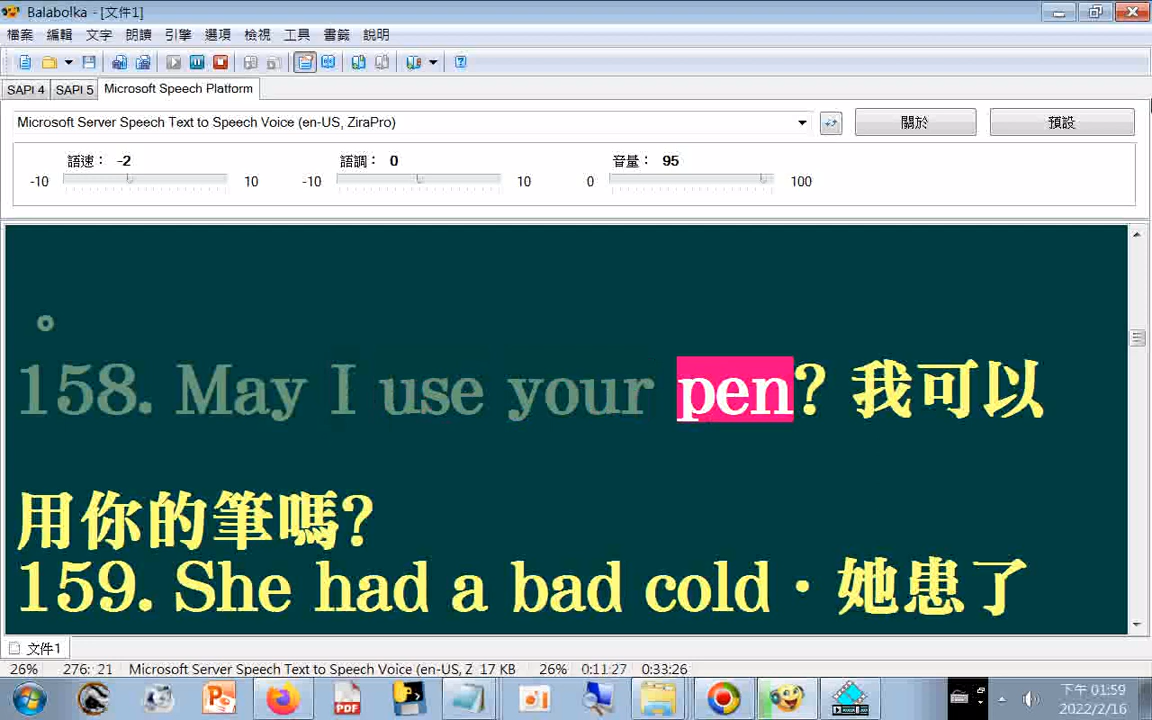 Balabolka - [文件1]
檔案 編輯 文字 朗讀 引擎 選項 檢視 工具 書籤 說明
SAPI 4 SAPI 5 Microsoft Speech Platform
Microsoft Server Speech Text to Speech Voice (en-US, ZiraPro) 關於 預設
語速： -2 語調： 0 音量： 95
-10 10 -10 10 0 100
。
158. May I use your pen? 我可以
用你的筆嗎?
159. She had a bad cold．她患了
文件1
26% 276: 21 Microsoft Server Speech Text to Speech Voice (en-US, Z 17 KB 26% 0:11:27 0:33:26
下午 01:59
2022/2/16